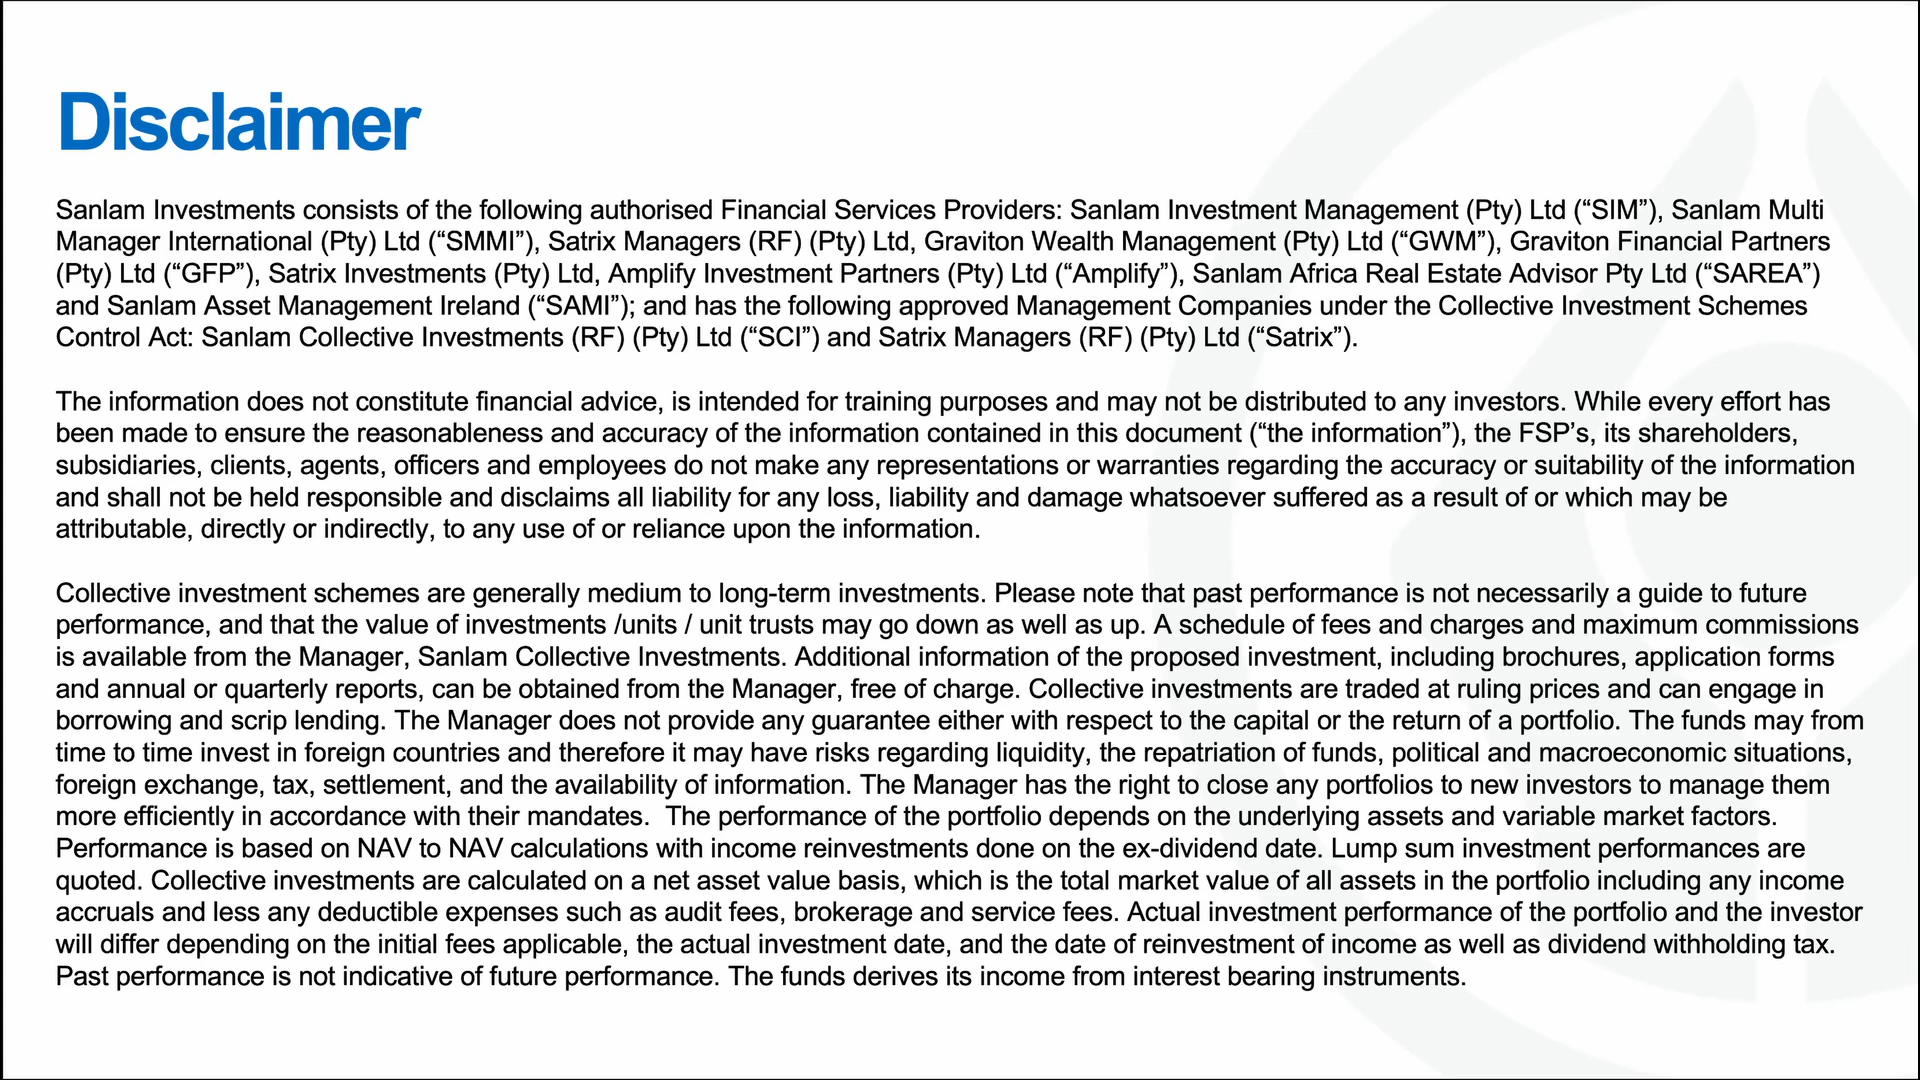 Disclaimer
Sanlam Investments consists of the following authorised Financial Services Providers: Sanlam Investment Management (Pty) Ltd (“SIM”), Sanlam Multi
Manager International (Pty) Ltd (“SMMI”), Satrix Managers (RF) (Pty) Ltd, Graviton Wealth Management (Pty) Ltd (“GWM”), Graviton Financial Partners
(Pty) Ltd (“GFP”), Satrix Investments (Pty) Ltd, Amplify Investment Partners (Pty) Ltd (“Amplify”), Sanlam Africa Real Estate Advisor Pty Ltd (“SAREA”)
and Sanlam Asset Management Ireland (“SAMI”); and has the following approved Management Companies under the Collective Investment Schemes
Control Act: Sanlam Collective Investments (RF) (Pty) Ltd (“SCI”) and Satrix Managers (RF) (Pty) Ltd (“Satrix”).
The information does not constitute financial advice, is intended for training purposes and may not be distributed to any investors. While every effort has
been made to ensure the reasonableness and accuracy of the information contained in this document (“the information”), the FSP’s, its shareholders,
subsidiaries, clients, agents, officers and employees do not make any representations or warranties regarding the accuracy or suitability of the information
and shall not be held responsible and disclaims all liability for any loss, liability and damage whatsoever suffered as a result of or which may be
attributable, directly or indirectly, to any use of or reliance upon the information.
Collective investment schemes are generally medium to long-term investments. Please note that past performance is not necessarily a guide to future
performance, and that the value of investments /units / unit trusts may go down as well as up. A schedule of fees and charges and maximum commissions
is available from the Manager, Sanlam Collective Investments. Additional information of the proposed investment, including brochures, application forms
and annual or quarterly reports, can be obtained from the Manager, free of charge. Collective investments are traded at ruling prices and can engage in
borrowing and scrip lending. The Manager does not provide any guarantee either with respect to the capital or the return of a portfolio. The funds may from
time to time invest in foreign countries and therefore it may have risks regarding liquidity, the repatriation of funds, political and macroeconomic situations,
foreign exchange, tax, settlement, and the availability of information. The Manager has the right to close any portfolios to new investors to manage them
more efficiently in accordance with their mandates.  The performance of the portfolio depends on the underlying assets and variable market factors.
Performance is based on NAV to NAV calculations with income reinvestments done on the ex-dividend date. Lump sum investment performances are
quoted. Collective investments are calculated on a net asset value basis, which is the total market value of all assets in the portfolio including any income
accruals and less any deductible expenses such as audit fees, brokerage and service fees. Actual investment performance of the portfolio and the investor
will differ depending on the initial fees applicable, the actual investment date, and the date of reinvestment of income as well as dividend withholding tax.
Past performance is not indicative of future performance. The funds derives its income from interest bearing instruments.